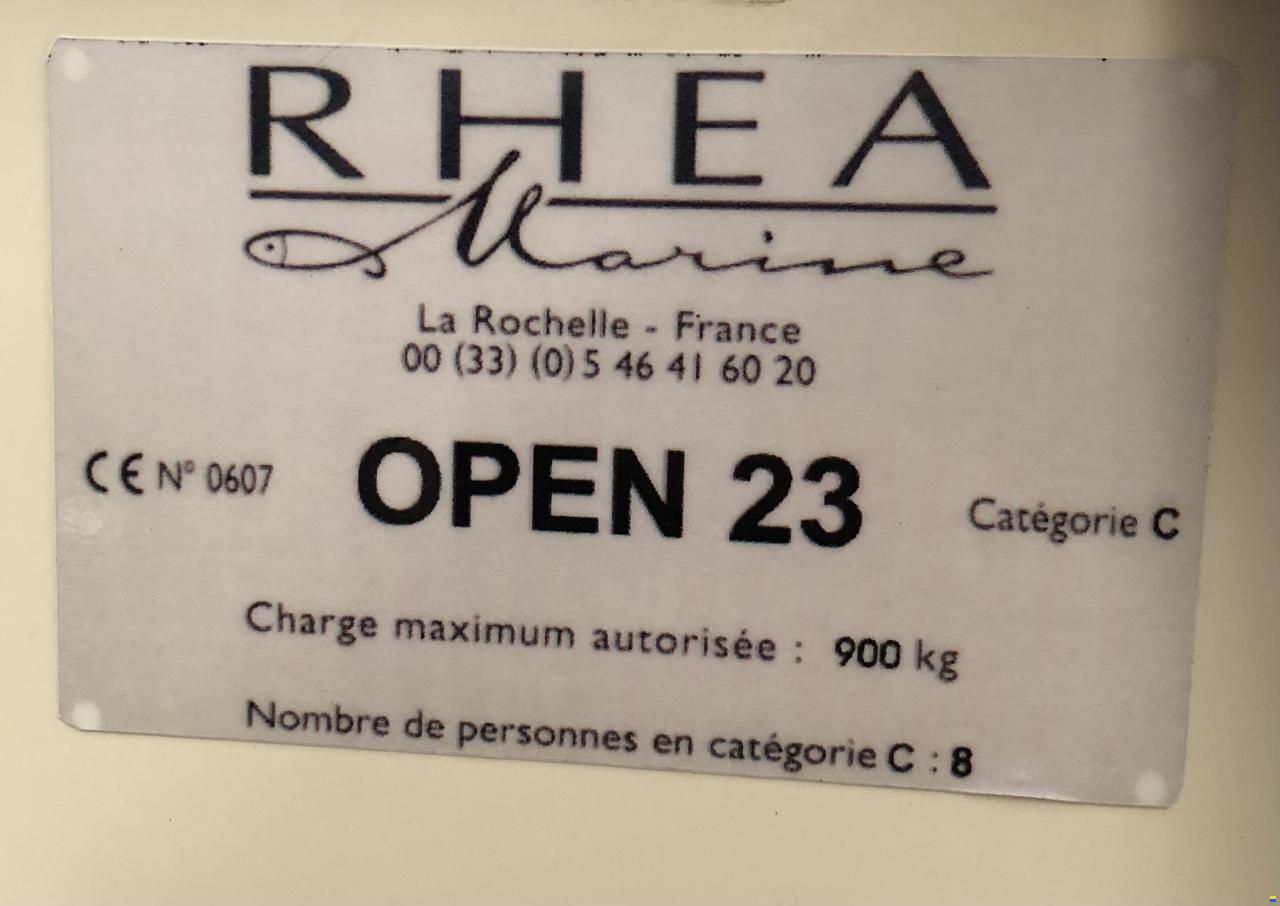 RHEA
Marine
La Rochelle - France
00 (33) (0) 5 46 41 60 20
CE N° 0607
OPEN 23
Catégorie C
Charge maximum autorisée : 900 kg
Nombre de personnes en catégorie C : 8